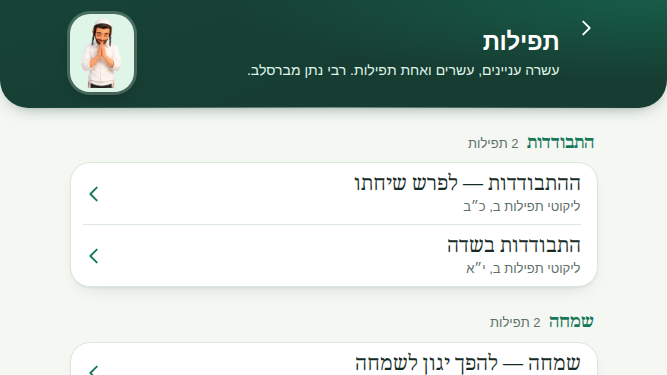 תפילות
עשרה עניינים, עשרים ואחת תפילות. רבי נתן מברסלב.
התבודדות 2 תפילות
ההתבודדות — לפרש שיחתו
ליקוטי תפילות ב, כ״ב
התבודדות בשדה
ליקוטי תפילות ב, י״א
שמחה 2 תפילות
שמחה — להפך יגון לשמחה